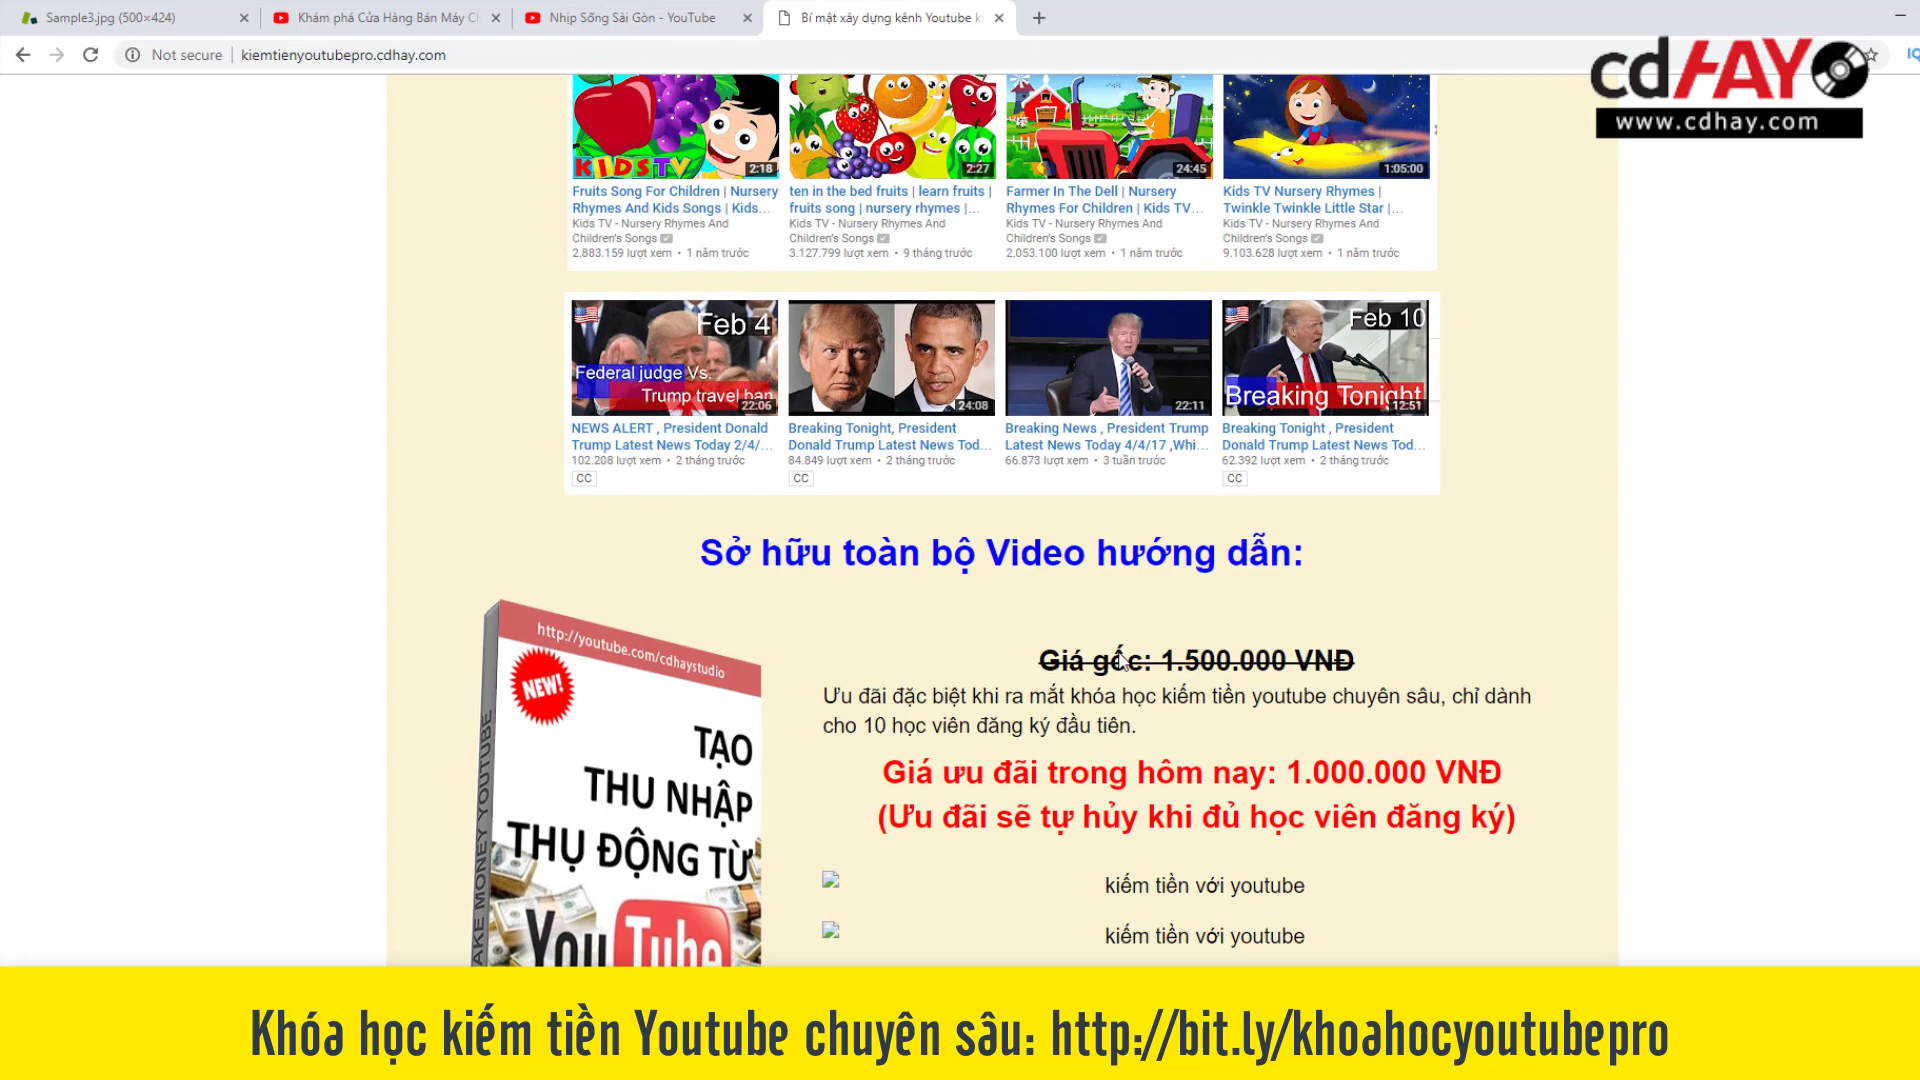 Sample3.jpg (500×424)
Khám phá Cửa Hàng Bán Máy Ch
Nhịp Sống Sài Gòn - YouTube
Bí mật xây dựng kênh Youtube k
Not secure
kiemtienyoutubepro.cdhay.com
cdHAY
www.cdhay.com
KIDS TV
2:18
2:27
24:45
1:05:00
Fruits Song For Children | Nursery
Rhymes And Kids Songs | Kids...
Kids TV - Nursery Rhymes And
Children's Songs
2.883.159 lượt xem • 1 năm trước
ten in the bed fruits | learn fruits |
fruits song | nursery rhymes |...
Kids TV - Nursery Rhymes And
Children's Songs
3.127.799 lượt xem • 9 tháng trước
Farmer In The Dell | Nursery
Rhymes For Children | Kids TV...
Kids TV - Nursery Rhymes And
Children's Songs
2.053.100 lượt xem • 1 năm trước
Kids TV Nursery Rhymes |
Twinkle Twinkle Little Star |...
Kids TV - Nursery Rhymes And
Children's Songs
9.103.628 lượt xem • 1 năm trước
Feb 4
Federal judge Vs.
Trump travel ban
22:06
24:08
22:11
Feb 10
Breaking Tonight
12:51
NEWS ALERT , President Donald
Trump Latest News Today 2/4/...
102.208 lượt xem • 2 tháng trước
CC
Breaking Tonight, President
Donald Trump Latest News Tod...
84.849 lượt xem • 2 tháng trước
CC
Breaking News , President Trump
Latest News Today 4/4/17 ,Whi...
66.873 lượt xem • 3 tuần trước
Breaking Tonight , President
Donald Trump Latest News Tod...
62.392 lượt xem • 2 tháng trước
CC
Sở hữu toàn bộ Video hướng dẫn:
http://youtube.com/cdhaystudio
NEW!
TẠO
THU NHẬP
THỤ ĐỘNG TỪ
YouTube
AKE MONEY YOUTUBE
Giá gốc: 1.500.000 VNĐ
Ưu đãi đặc biệt khi ra mắt khóa học kiếm tiền youtube chuyên sâu, chỉ dành
cho 10 học viên đăng ký đầu tiên.
Giá ưu đãi trong hôm nay: 1.000.000 VNĐ
(Ưu đãi sẽ tự hủy khi đủ học viên đăng ký)
kiếm tiền với youtube
kiếm tiền với youtube
Khóa học kiếm tiền Youtube chuyên sâu: http://bit.ly/khoahocyoutubepro